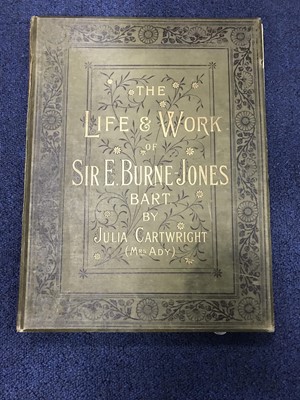 THE
LIFE & WORK
OF
SIR E. BURNE-JONES
BART
BY
JULIA CARTWRIGHT
(MRS ADY)